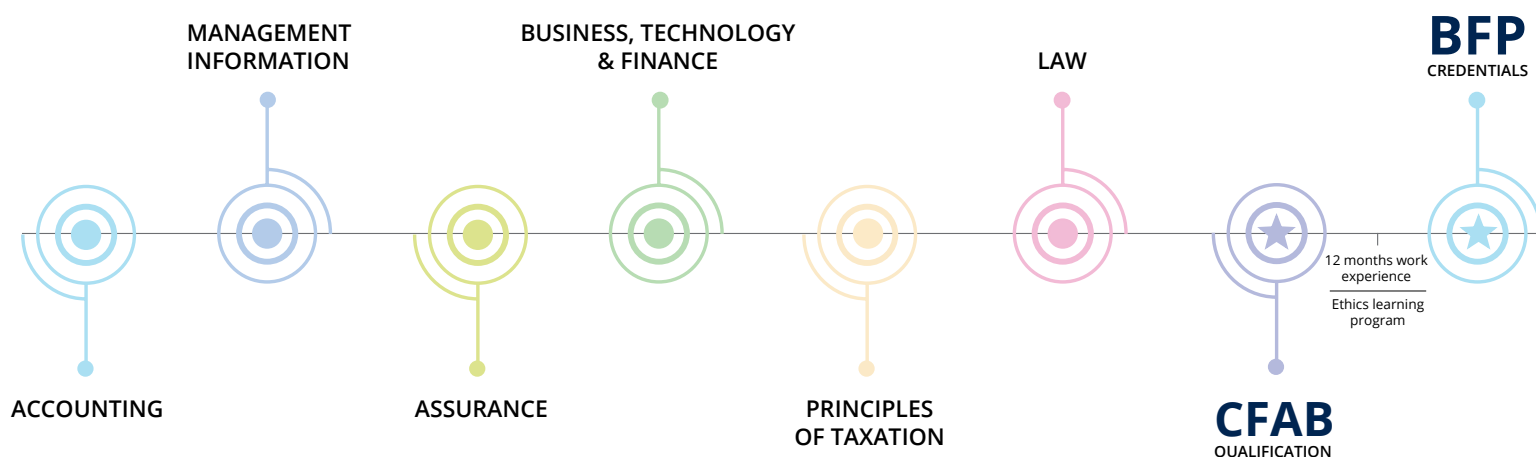 MANAGEMENT
INFORMATION
BUSINESS, TECHNOLOGY
& FINANCE
LAW
BFP
CREDENTIALS
12 months work
experience
Ethics learning
program
ACCOUNTING
ASSURANCE
PRINCIPLES
OF TAXATION
CFAB
QUALIFICATION